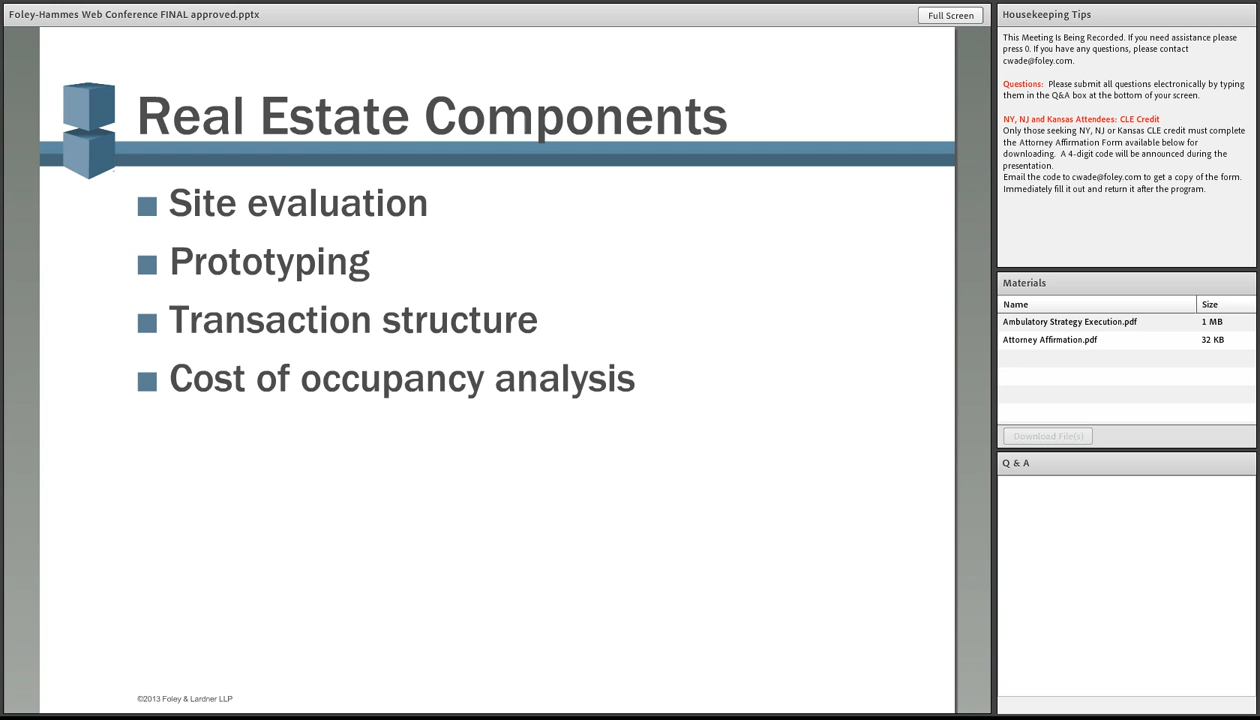 Foley-Hammes Web Conference FINAL approved.pptx
Full Screen
Real Estate Components
Site evaluation
Prototyping
Transaction structure
Cost of occupancy analysis
©2013 Foley & Lardner LLP
Housekeeping Tips
This Meeting Is Being Recorded. If you need assistance please
press 0. If you have any questions, please contact
cwade@foley.com.
Questions: Please submit all questions electronically by typing
them in the Q&A box at the bottom of your screen.
NY, NJ and Kansas Attendees: CLE Credit
Only those seeking NY, NJ or Kansas CLE credit must complete
the Attorney Affirmation Form available below for
downloading. A 4-digit code will be announced during the
presentation.
Email the code to cwade@foley.com to get a copy of the form.
Immediately fill it out and return it after the program.
Materials
Name Size
Ambulatory Strategy Execution.pdf 1 MB
Attorney Affirmation.pdf 32 KB
Download File(s)
Q & A